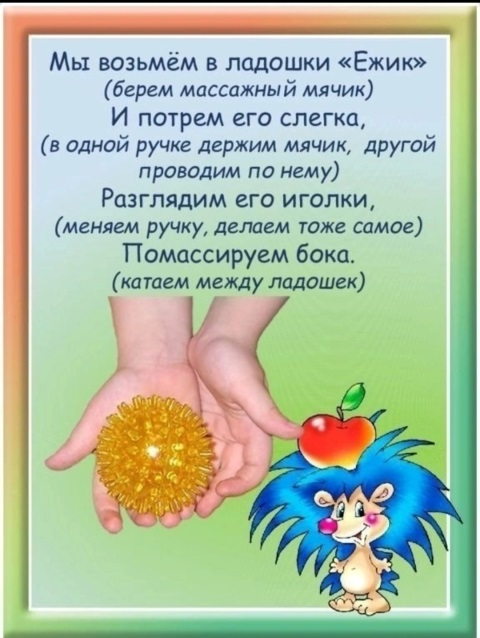 Мы возьмём в ладошки «Ежик»
(берем массажный мячик)
И потрем его слегка,
(в одной ручке держим мячик, другой
проводим по нему)
Разглядим его иголки,
(меняем ручку, делаем тоже самое)
Помассируем бока.
(катаем между ладошек)